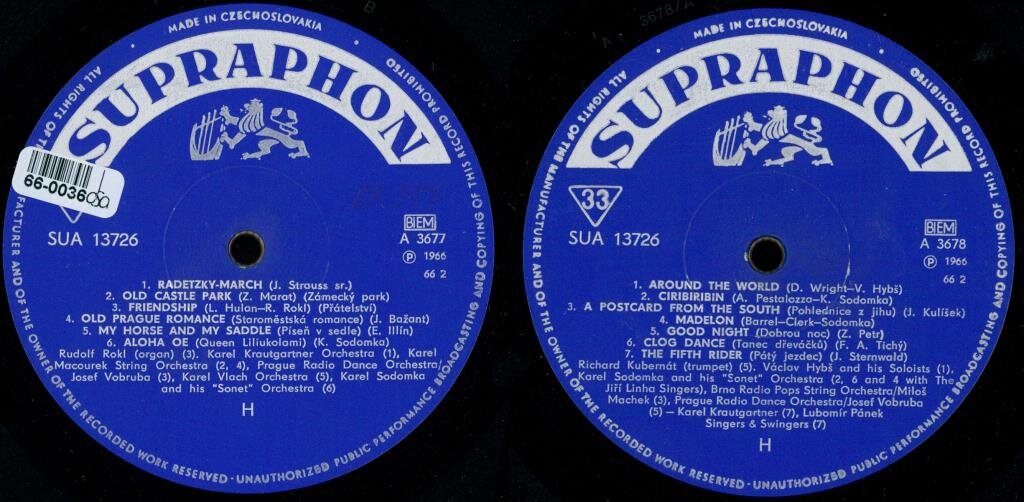 MADE IN CZECHOSLOVAKIA
SUPRAPHON
ALL RIGHTS OF THE MANUFACTURER AND OF THE OWNER OF THE RECORDED WORK RESERVED - UNAUTHORIZED PUBLIC PERFORMANCE BROADCASTING AND COPYING OF THIS RECORD PROHIBITED
66-0036
SUA 13726
BIEM
A 3677
Ⓟ 1966
66 2
1. RADETZKY-MARCH (J. Strauss sr.)
2. OLD CASTLE PARK (Z. Marat) (Zámecký park)
3. FRIENDSHIP (L. Hulan–R. Rokl) (Přátelství)
4. OLD PRAGUE ROMANCE (Staroměstská romance) (J. Bažant)
5. MY HORSE AND MY SADDLE (Píseň v sedle) (E. Illín)
6. ALOHA OE (Queen Liliukolami) (K. Sodomka)
Rudolf Rokl (organ) (3). Karel Krautgartner Orchestra (1), Karel
Macourek String Orchestra (2, 4), Prague Radio Dance Orchestra/
Josef Vobruba (3), Karel Vlach Orchestra (5), Karel Sodomka
and his "Sonet" Orchestra (6)
H
3678/A
MADE IN CZECHOSLOVAKIA
SUPRAPHON
ALL RIGHTS OF THE MANUFACTURER AND OF THE OWNER OF THE RECORDED WORK RESERVED - UNAUTHORIZED PUBLIC PERFORMANCE BROADCASTING AND COPYING OF THIS RECORD PROHIBITED
33
SUA 13726
BIEM
A 3678
Ⓟ 1966
66 2
1. AROUND THE WORLD (D. Wright–V. Hybš)
2. CIRIBIRIBIN (A. Pestalozza–K. Sodomka)
3. A POSTCARD FROM THE SOUTH (Pohlednice z jihu) (J. Kulíšek)
4. MADELON (Barrel–Clerk–Sodomka)
5. GOOD NIGHT (Dobrou noc) (Z. Petr)
6. CLOG DANCE (Tanec dřeváčků) (F. A. Tichý)
7. THE FIFTH RIDER (Pátý jezdec) (J. Sternwald)
Richard Kubernát (trumpet) (5). Václav Hybš and his Soloists (1),
Karel Sodomka and his "Sonet" Orchestra (2, 6 and 4 with The
Jiří Linha Singers), Brno Radio Pops String Orchestra/Miloš
Machek (3), Prague Radio Dance Orchestra/Josef Vobruba
(5) – Karel Krautgartner (7), Lubomír Pánek
Singers & Swingers (7)
H